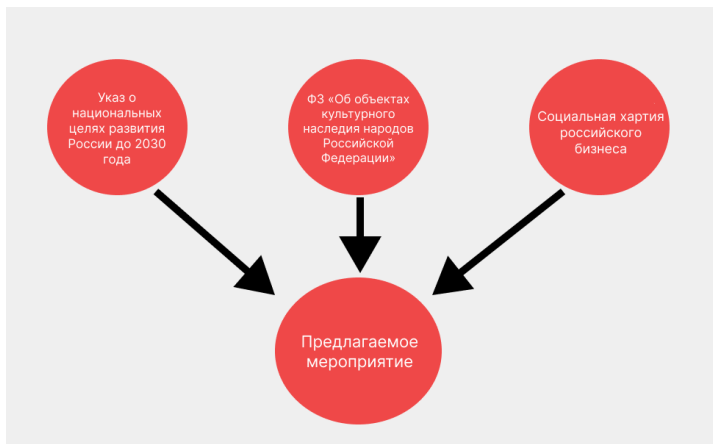 Указ о
национальных
целях развития
России до 2030
года
ФЗ «Об объектах
культурного
наследия народов
Российской
Федерации»
Социальная хартия
российского
бизнеса
Предлагаемое
мероприятие